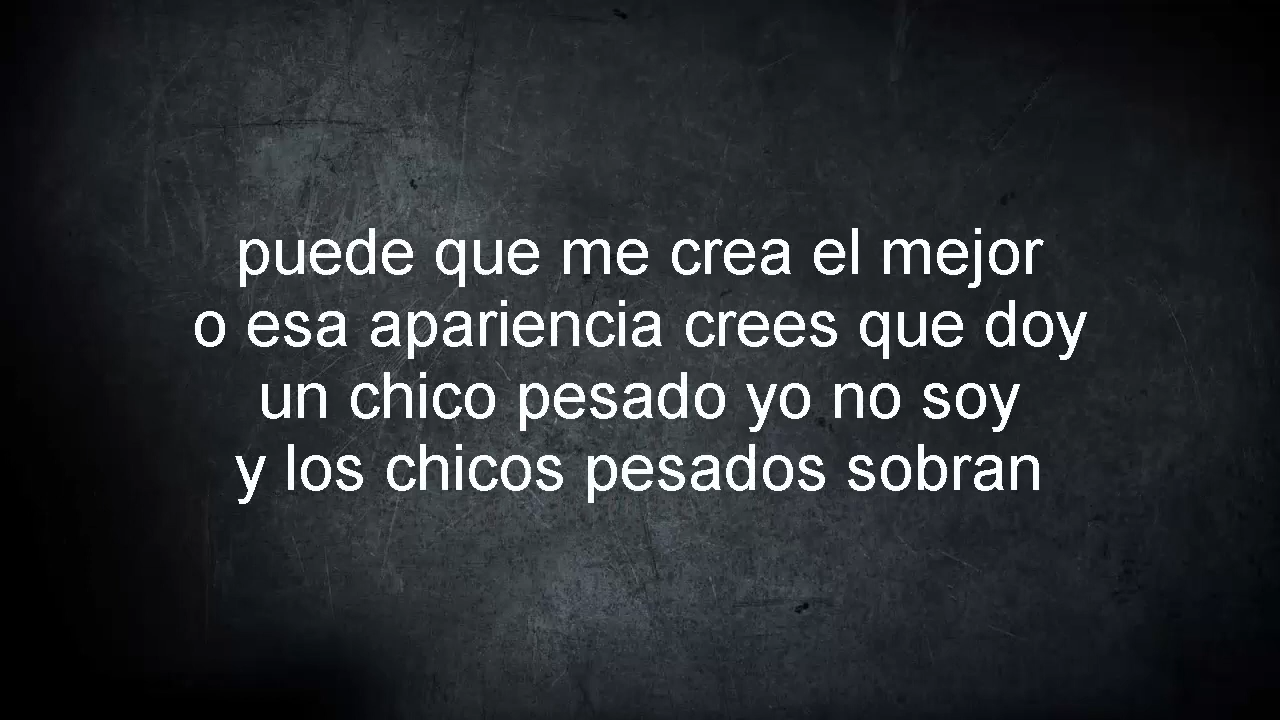 puede que me crea el mejor
o esa apariencia crees que doy
un chico pesado yo no soy
y los chicos pesados sobran